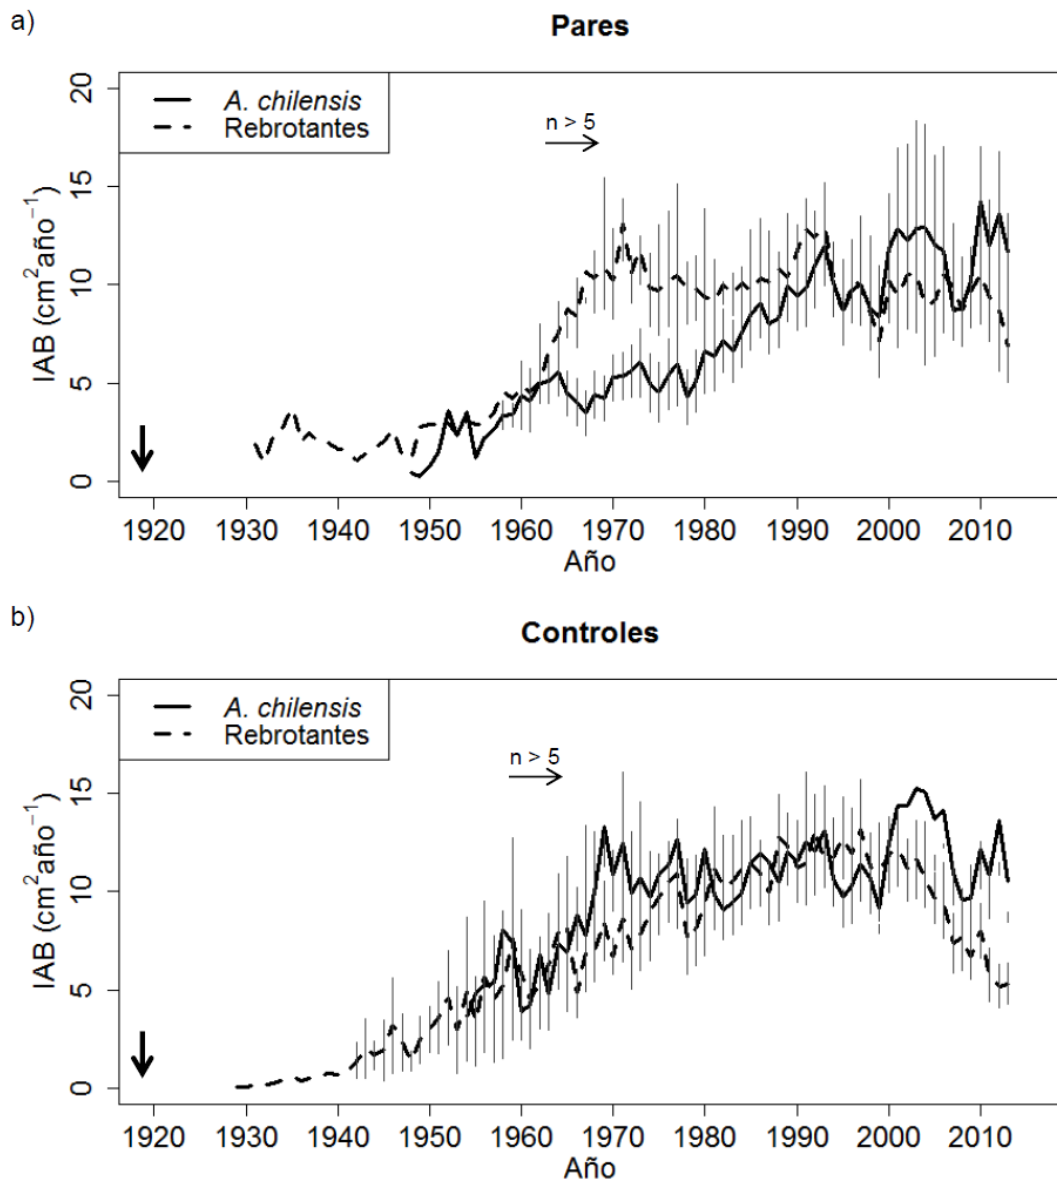 a)
Pares
A. chilensis
Rebrotantes
n > 5
IAB (cm²año⁻¹)
20
15
10
5
0
1920 1930 1940 1950 1960 1970 1980 1990 2000 2010
Año
b)
Controles
A. chilensis
Rebrotantes
n > 5
IAB (cm²año⁻¹)
20
15
10
5
0
1920 1930 1940 1950 1960 1970 1980 1990 2000 2010
Año